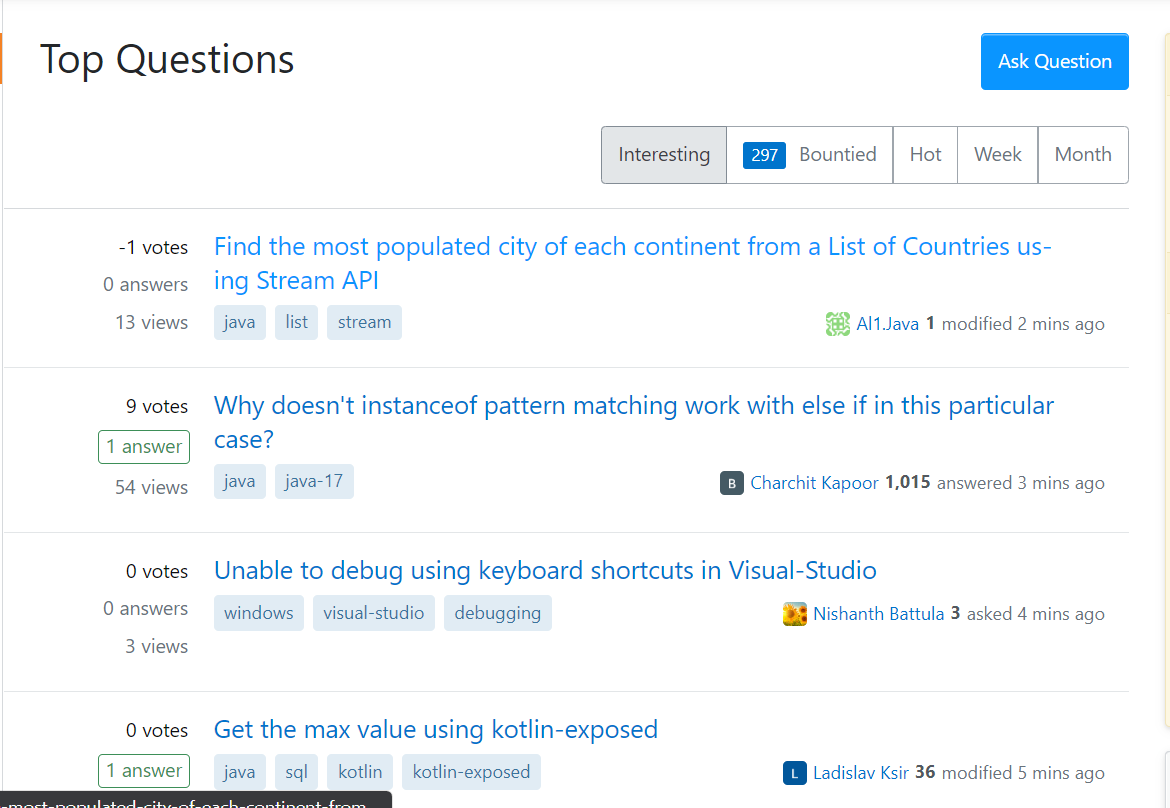 Top Questions
Ask Question
Interesting
297 Bountied
Hot
Week
Month
-1 votes
0 answers
13 views
Find the most populated city of each continent from a List of Countries us-
ing Stream API
java list stream
Al1.Java 1 modified 2 mins ago
9 votes
1 answer
54 views
Why doesn't instanceof pattern matching work with else if in this particular
case?
java java-17
B
Charchit Kapoor 1,015 answered 3 mins ago
0 votes
0 answers
3 views
Unable to debug using keyboard shortcuts in Visual-Studio
windows visual-studio debugging
Nishanth Battula 3 asked 4 mins ago
0 votes
1 answer
Get the max value using kotlin-exposed
java sql kotlin kotlin-exposed
L
Ladislav Ksir 36 modified 5 mins ago
-most-populated-city-of-each-continent-from